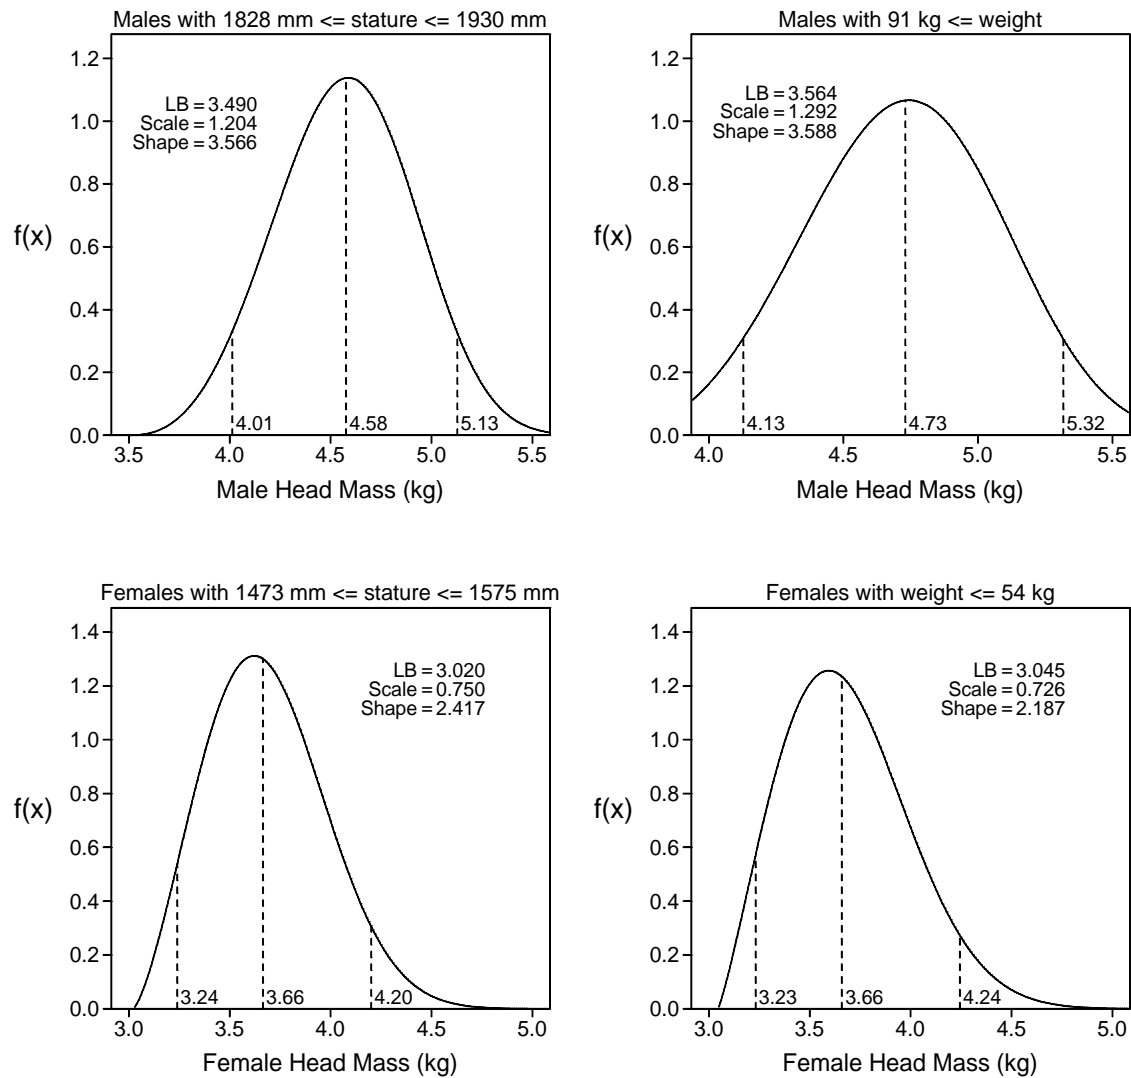 Males with 1828 mm <= stature <= 1930 mm
1.2
1.0
0.8
0.6
0.4
0.2
0.0
f(x)
LB = 3.490
Scale = 1.204
Shape = 3.566
4.01
4.58
5.13
3.5
4.0
4.5
5.0
5.5
Male Head Mass (kg)
Males with 91 kg <= weight
1.2
1.0
0.8
0.6
0.4
0.2
0.0
f(x)
LB = 3.564
Scale = 1.292
Shape = 3.588
4.13
4.73
5.32
4.0
4.5
5.0
5.5
Male Head Mass (kg)
Females with 1473 mm <= stature <= 1575 mm
1.4
1.2
1.0
0.8
0.6
0.4
0.2
0.0
f(x)
LB = 3.020
Scale = 0.750
Shape = 2.417
3.24
3.66
4.20
3.0
3.5
4.0
4.5
5.0
Female Head Mass (kg)
Females with weight <= 54 kg
1.4
1.2
1.0
0.8
0.6
0.4
0.2
0.0
f(x)
LB = 3.045
Scale = 0.726
Shape = 2.187
3.23
3.66
4.24
3.0
3.5
4.0
4.5
5.0
Female Head Mass (kg)